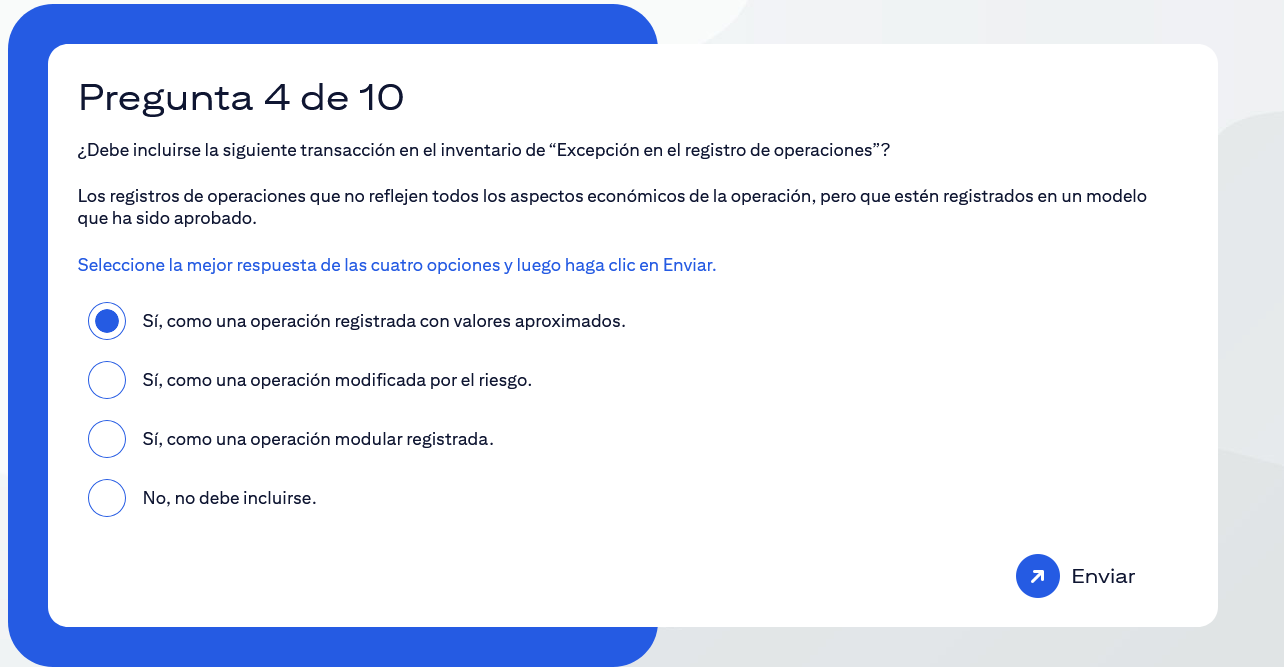 Pregunta 4 de 10
¿Debe incluirse la siguiente transacción en el inventario de “Excepción en el registro de operaciones”?
Los registros de operaciones que no reflejen todos los aspectos económicos de la operación, pero que estén registrados en un modelo
que ha sido aprobado.
Seleccione la mejor respuesta de las cuatro opciones y luego haga clic en Enviar.
Sí, como una operación registrada con valores aproximados.
Sí, como una operación modificada por el riesgo.
Sí, como una operación modular registrada.
No, no debe incluirse.
Enviar